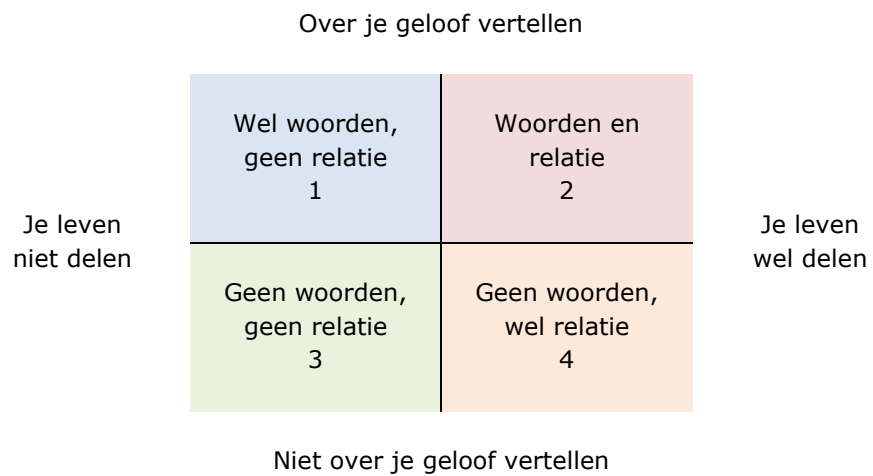 Over je geloof vertellen
Wel woorden,
geen relatie
1
Woorden en
relatie
2
Je leven
niet delen
Je leven
wel delen
Geen woorden,
geen relatie
3
Geen woorden,
wel relatie
4
Niet over je geloof vertellen